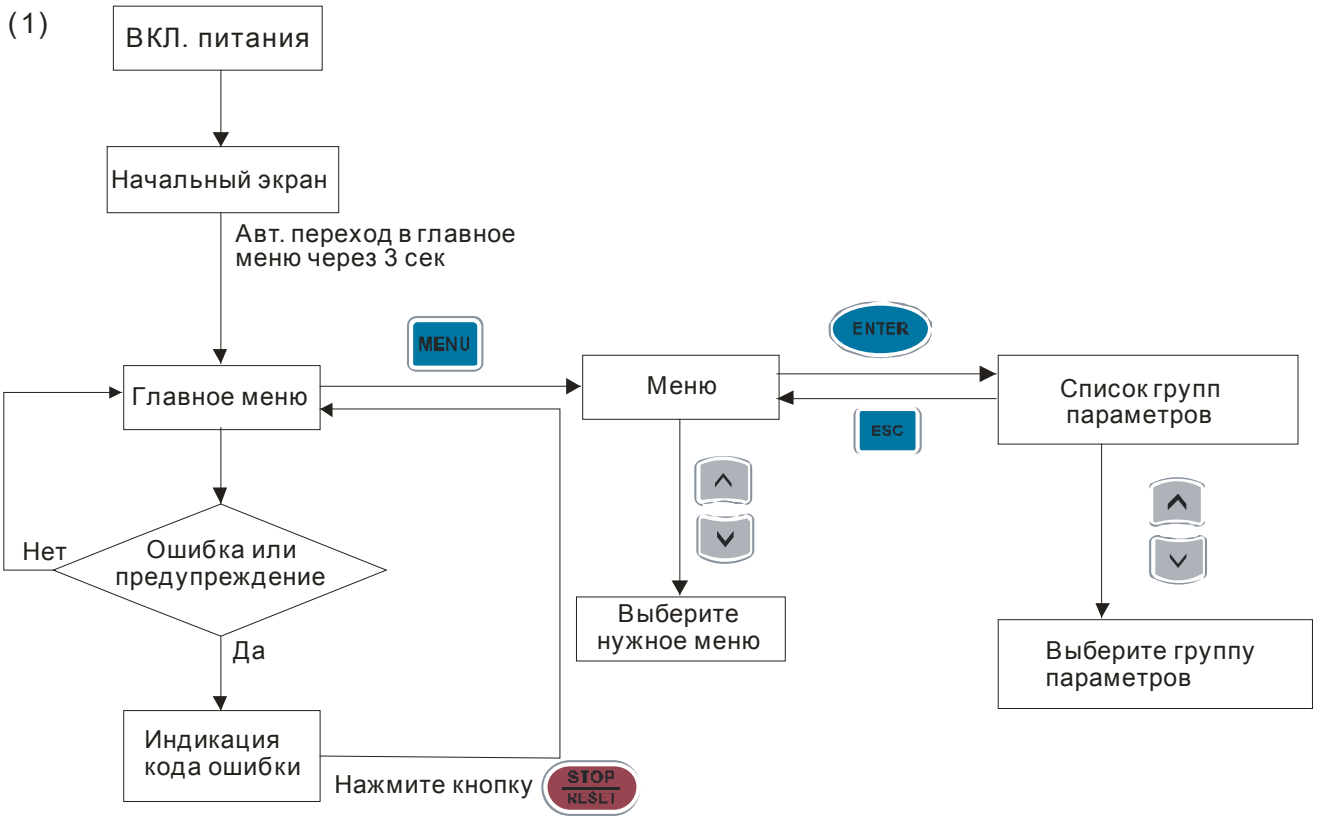 (1)
ВКЛ. питания
Начальный экран
Авт. переход в главное
меню через 3 сек
MENU
ENTER
Главное меню
Меню
Список групп
параметров
ESC
Нет
Ошибка или
предупреждение
Да
Выберите
нужное меню
Выберите группу
параметров
Индикация
кода ошибки
Нажмите кнопку
STOP
RESET